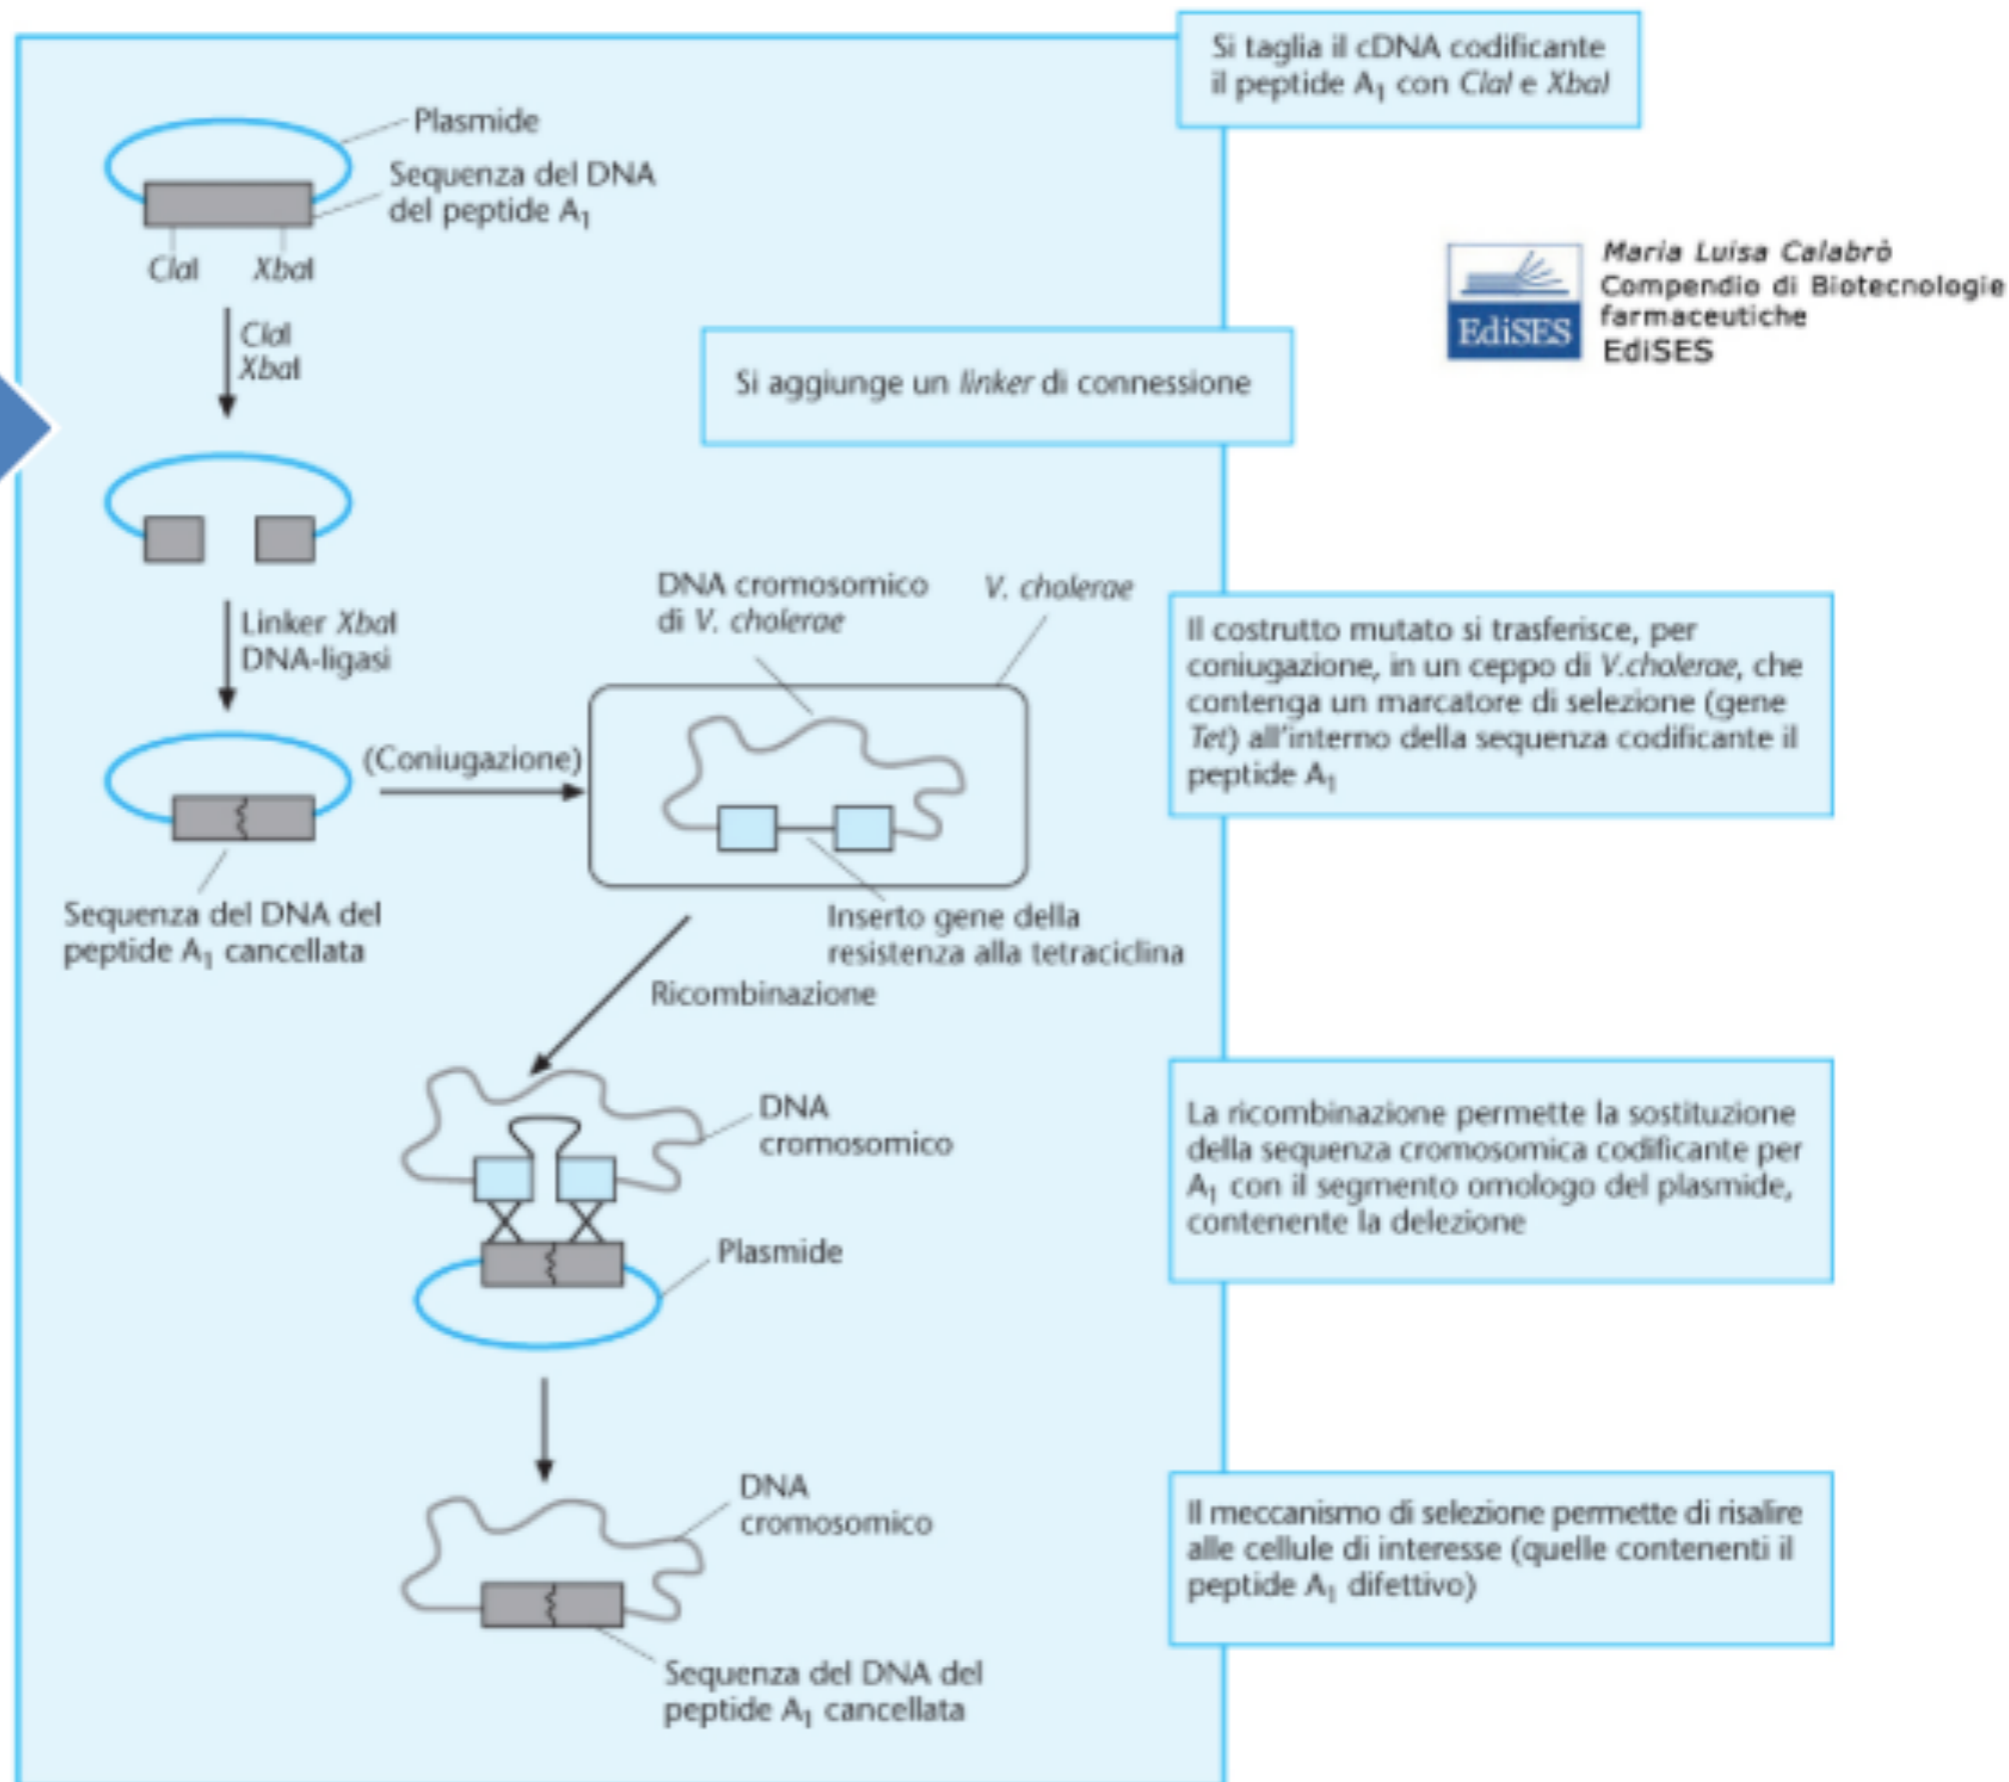 Si taglia il cDNA codificante
il peptide A₁ con ClaI e XbaI
Plasmide
Sequenza del DNA
del peptide A₁
ClaI XbaI
ClaI
XbaI
Maria Luisa Calabrò
Compendio di Biotecnologie
farmaceutiche
EdiSES
EdiSES
Si aggiunge un linker di connessione
Linker XbaI
DNA-ligasi
DNA cromosomico
di V. cholerae
V. cholerae
(Coniugazione)
Sequenza del DNA del
peptide A₁ cancellata
Inserto gene della
resistenza alla tetraciclina
Il costrutto mutato si trasferisce, per
coniugazione, in un ceppo di V.cholerae, che
contenga un marcatore di selezione (gene
Tet) all'interno della sequenza codificante il
peptide A₁
Ricombinazione
DNA
cromosomico
Plasmide
La ricombinazione permette la sostituzione
della sequenza cromosomica codificante per
A₁ con il segmento omologo del plasmide,
contenente la delezione
DNA
cromosomico
Sequenza del DNA del
peptide A₁ cancellata
Il meccanismo di selezione permette di risalire
alle cellule di interesse (quelle contenenti il
peptide A₁ difettivo)